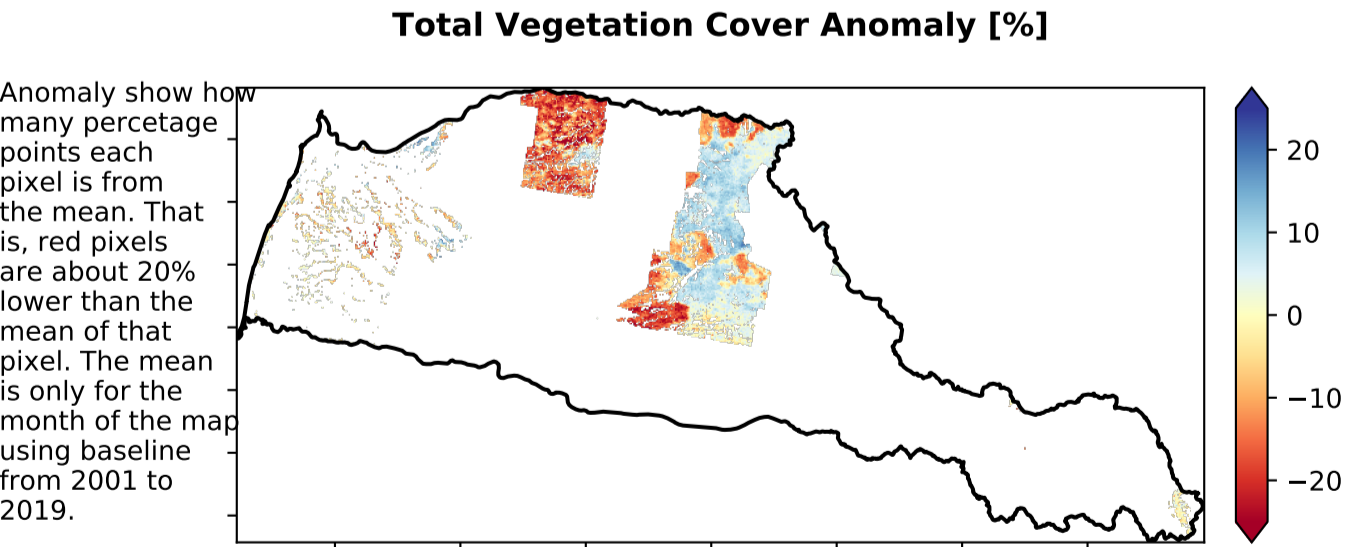 Total Vegetation Cover Anomaly [%]
Anomaly show how
many percetage
points each
pixel is from
the mean. That
is, red pixels
are about 20%
lower than the
mean of that
pixel. The mean
is only for the
month of the map
using baseline
from 2001 to
2019.
20
10
0
−10
−20